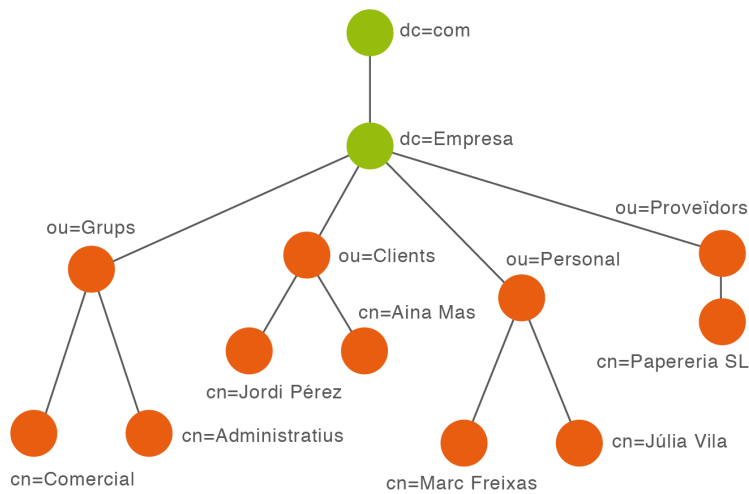 dc=com
dc=Empresa
ou=Proveïdors
ou=Grups
ou=Clients
ou=Personal
cn=Aina Mas
cn=Papereria SL
cn=Jordi Pérez
cn=Administratius
cn=Júlia Vila
cn=Comercial
cn=Marc Freixas